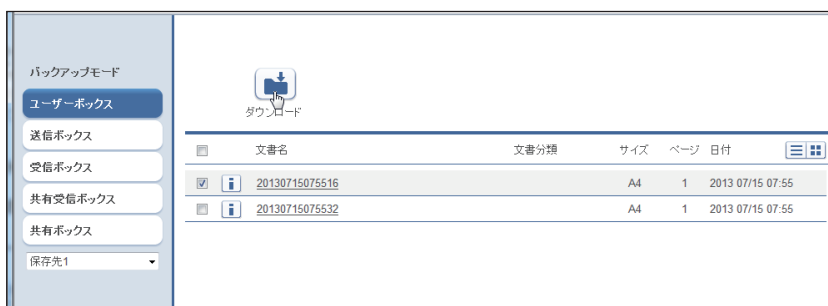 バックアップモード
ユーザーボックス
送信ボックス
受信ボックス
共有受信ボックス
共有ボックス
保存先1
ダウンロード
文書名 文書分類 サイズ ページ 日付
20130715075516 A4 1 2013 07/15 07:55
20130715075532 A4 1 2013 07/15 07:55